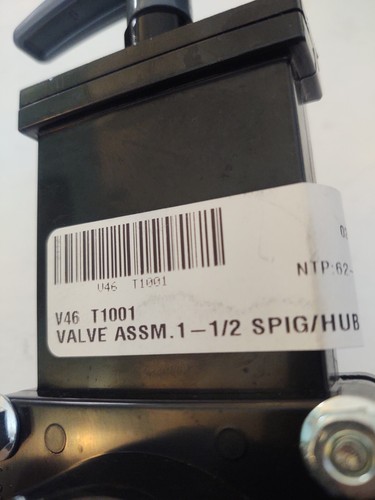 V46 T1001
NTP:62-
V46 T1001
VALVE ASSM.1-1/2 SPIG/HUB